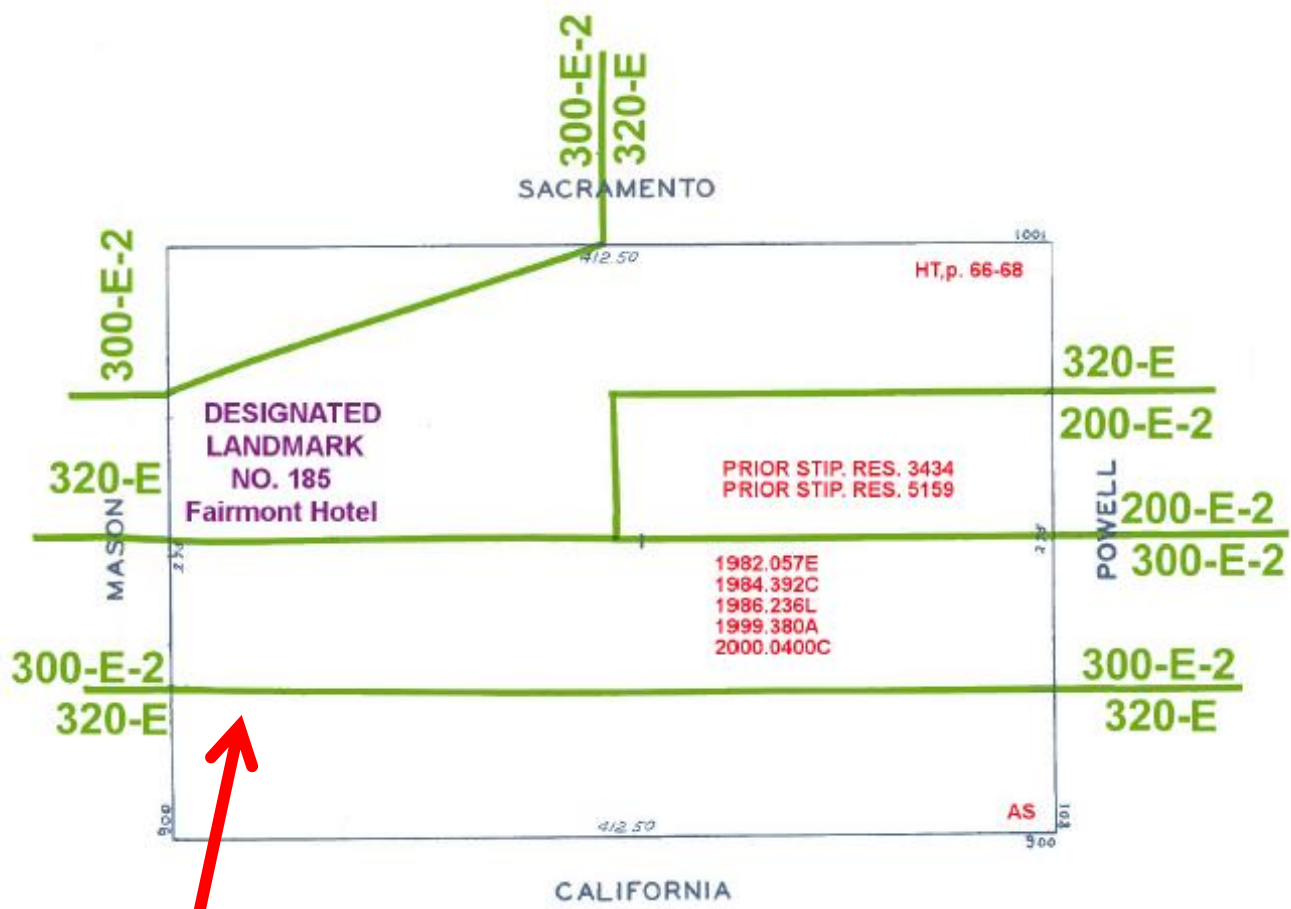 300-E-2
320-E
SACRAMENTO
412.50
1001
HT,p. 66-68
300-E-2
320-E
200-E-2
DESIGNATED
LANDMARK
NO. 185
Fairmont Hotel
320-E
MASON
275
PRIOR STIP. RES. 3434
PRIOR STIP. RES. 5159
POWELL
200-E-2
300-E-2
275
1982.057E
1984.392C
1986.236L
1999.380A
2000.0400C
300-E-2
320-E
300-E-2
320-E
900
412.50
AS
900
CALIFORNIA